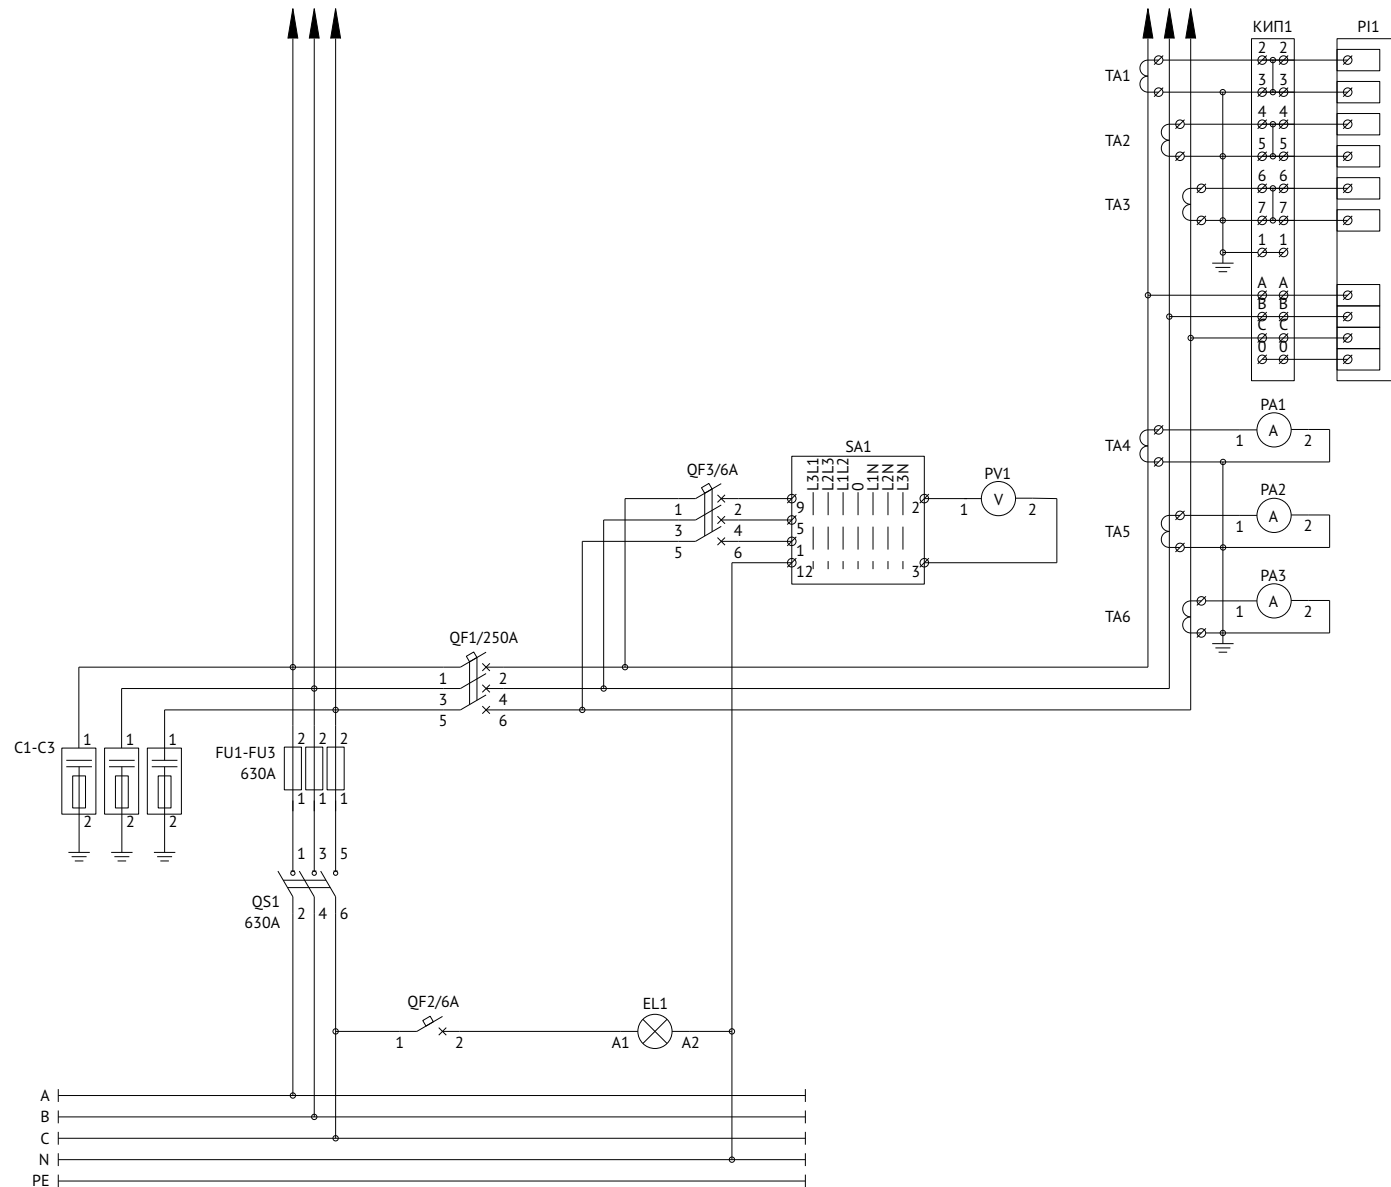 КИП1 PI1
TA1
2 2
3 3
TA2
4 4
5 5
TA3
6 6
7 7
1 1
A A
B B
C C
0 0
PA1
TA4
1 A 2
PA2
TA5
1 A 2
PA3
TA6
1 A 2
SA1
L3L1
L2L3
L1L2
0
L1N
L2N
L3N
9
5
1
12
2
3
PV1
1 V 2
QF3/6A
1 2
3 4
5 6
QF1/250A
1 2
3 4
5 6
C1-C3
1 1 1
2 2 2
FU1-FU3
630A
2 2 2
1 1 1
1 3 5
QS1
630A
2 4 6
QF2/6A
1 2
EL1
A1 A2
A
B
C
N
PE